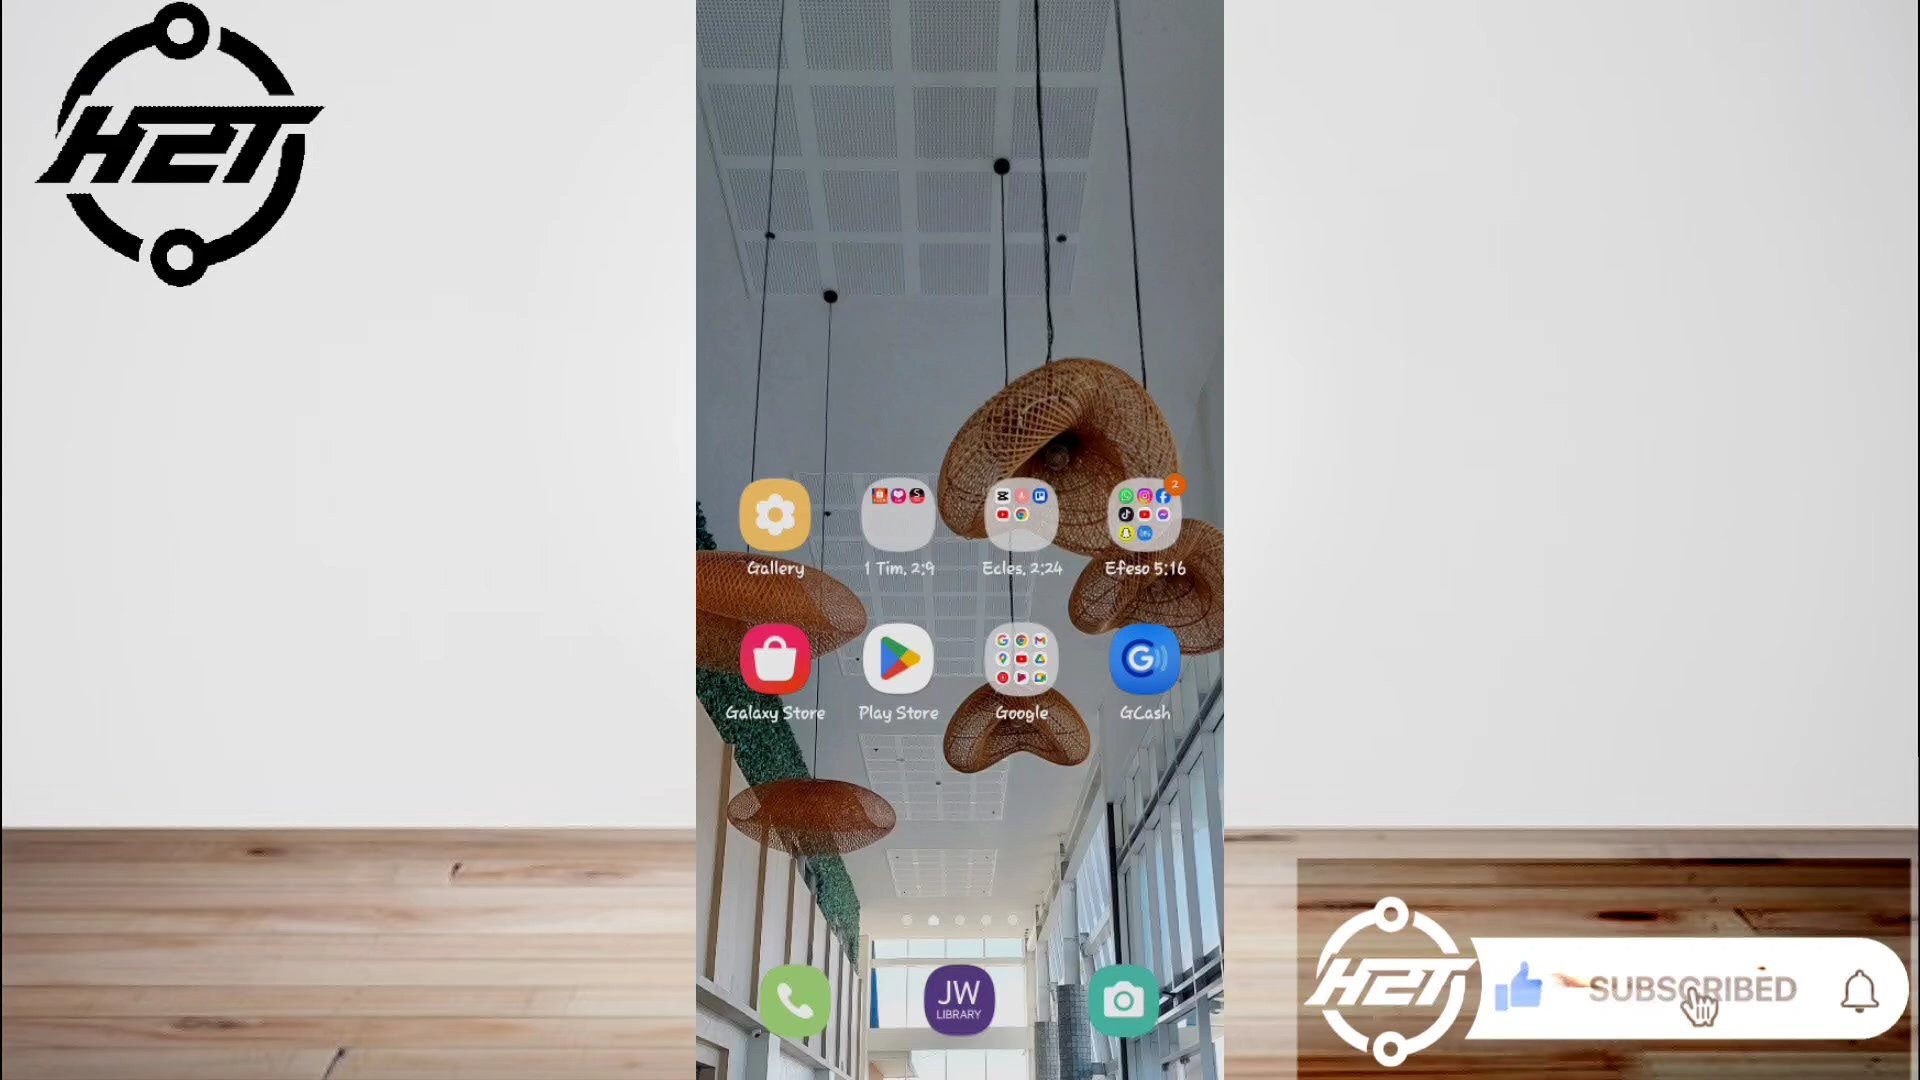 H2T
2
Gallery
1 Tim. 2:9
Ecles. 2:24
Efeso 5:16
Galaxy Store
Play Store
Google
GCash
JW
LIBRARY
H2T
SUBSCRIBED